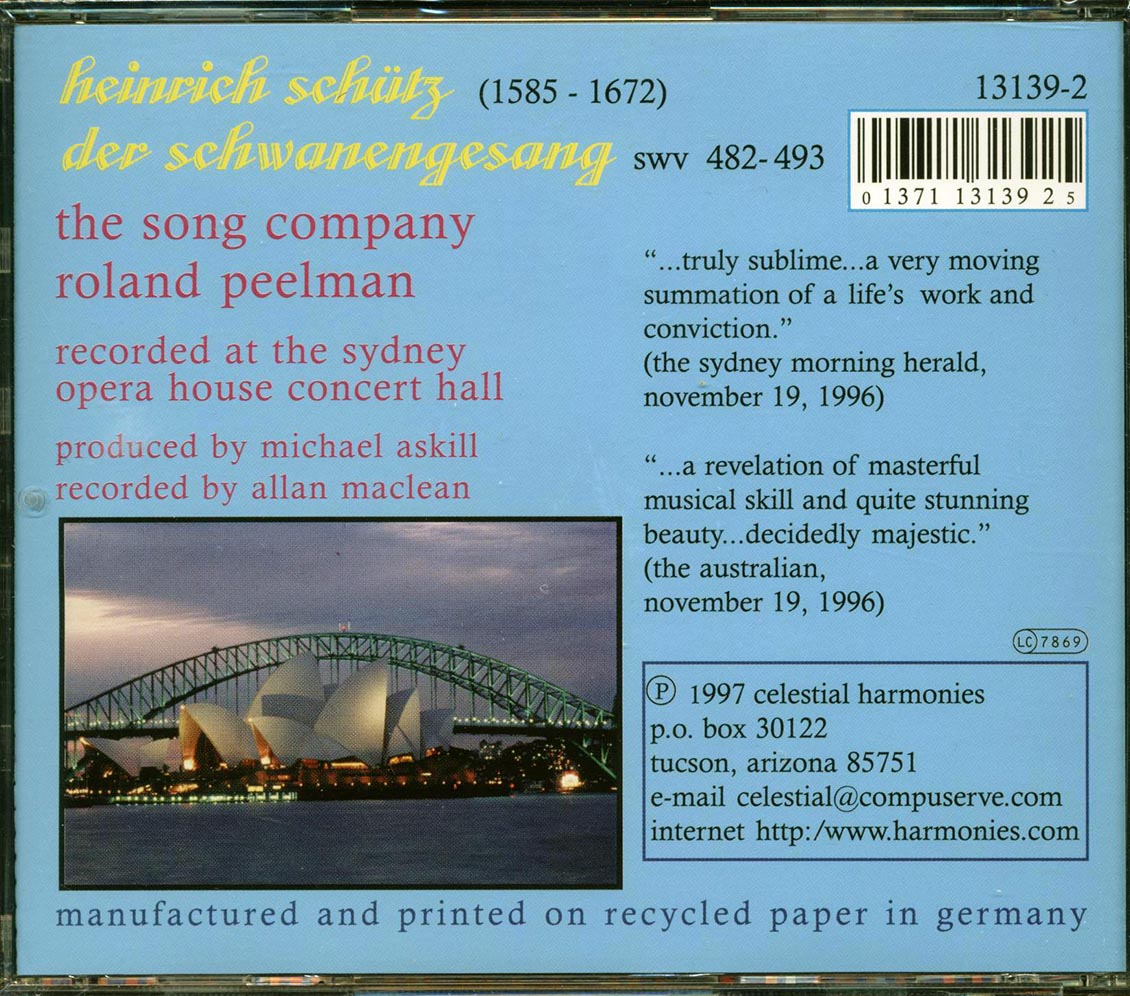 heinrich schütz (1585 - 1672)
der schwanengesang swv 482-493
the song company
roland peelman
recorded at the sydney
opera house concert hall
produced by michael askill
recorded by allan maclean
13139-2
0 1371 13139 2 5
“...truly sublime...a very moving
summation of a life's work and
conviction.”
(the sydney morning herald,
november 19, 1996)
“...a revelation of masterful
musical skill and quite stunning
beauty...decidedly majestic.”
(the australian,
november 19, 1996)
LC 7869
℗ 1997 celestial harmonies
p.o. box 30122
tucson, arizona 85751
e-mail celestial@compuserve.com
internet http:/www.harmonies.com
manufactured and printed on recycled paper in germany